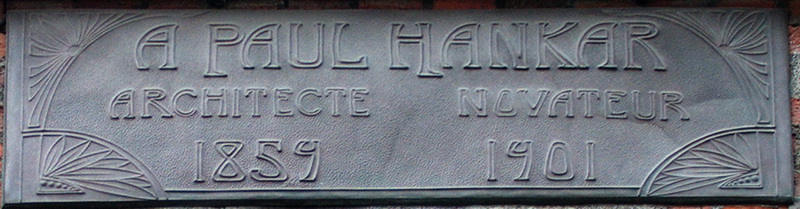 A PAUL HANKAR
ARCHITECTE NOVATEUR
1859 1901